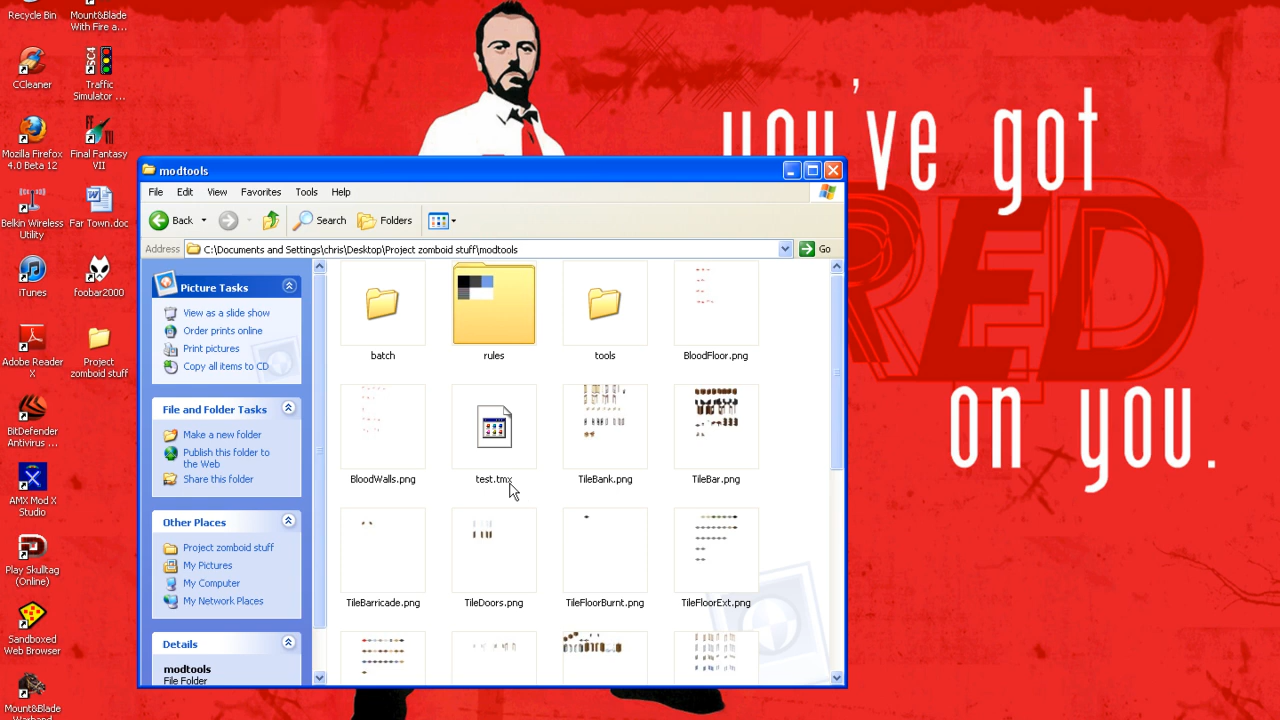 Recycle Bin
Mount&Blade
With Fire a...
CCleaner
Traffic
Simulator ...
Mozilla Firefox
4.0 Beta 12
Final Fantasy
VII
Belkin Wireless
Utility
Far Town.doc
iTunes
foobar2000
Adobe Reader
X
Project
zomboid stuff
BitDefender
Antivirus ...
AMX Mod X
Studio
Play Skulltag
(Online)
Sandboxed
Web Browser
Mount&Blade
Warband
you've got
RED
on you.
modtools
File Edit View Favorites Tools Help
Back Search Folders
Address C:\Documents and Settings\chris\Desktop\Project zomboid stuff\modtools Go
Picture Tasks
View as a slide show
Order prints online
Print pictures
Copy all items to CD
File and Folder Tasks
Make a new folder
Publish this folder to
the Web
Share this folder
Other Places
Project zomboid stuff
My Pictures
My Computer
My Network Places
Details
modtools
File Folder
batch rules tools BloodFloor.png
BloodWalls.png test.tmx TileBank.png TileBar.png
TileBarricade.png TileDoors.png TileFloorBurnt.png TileFloorExt.png